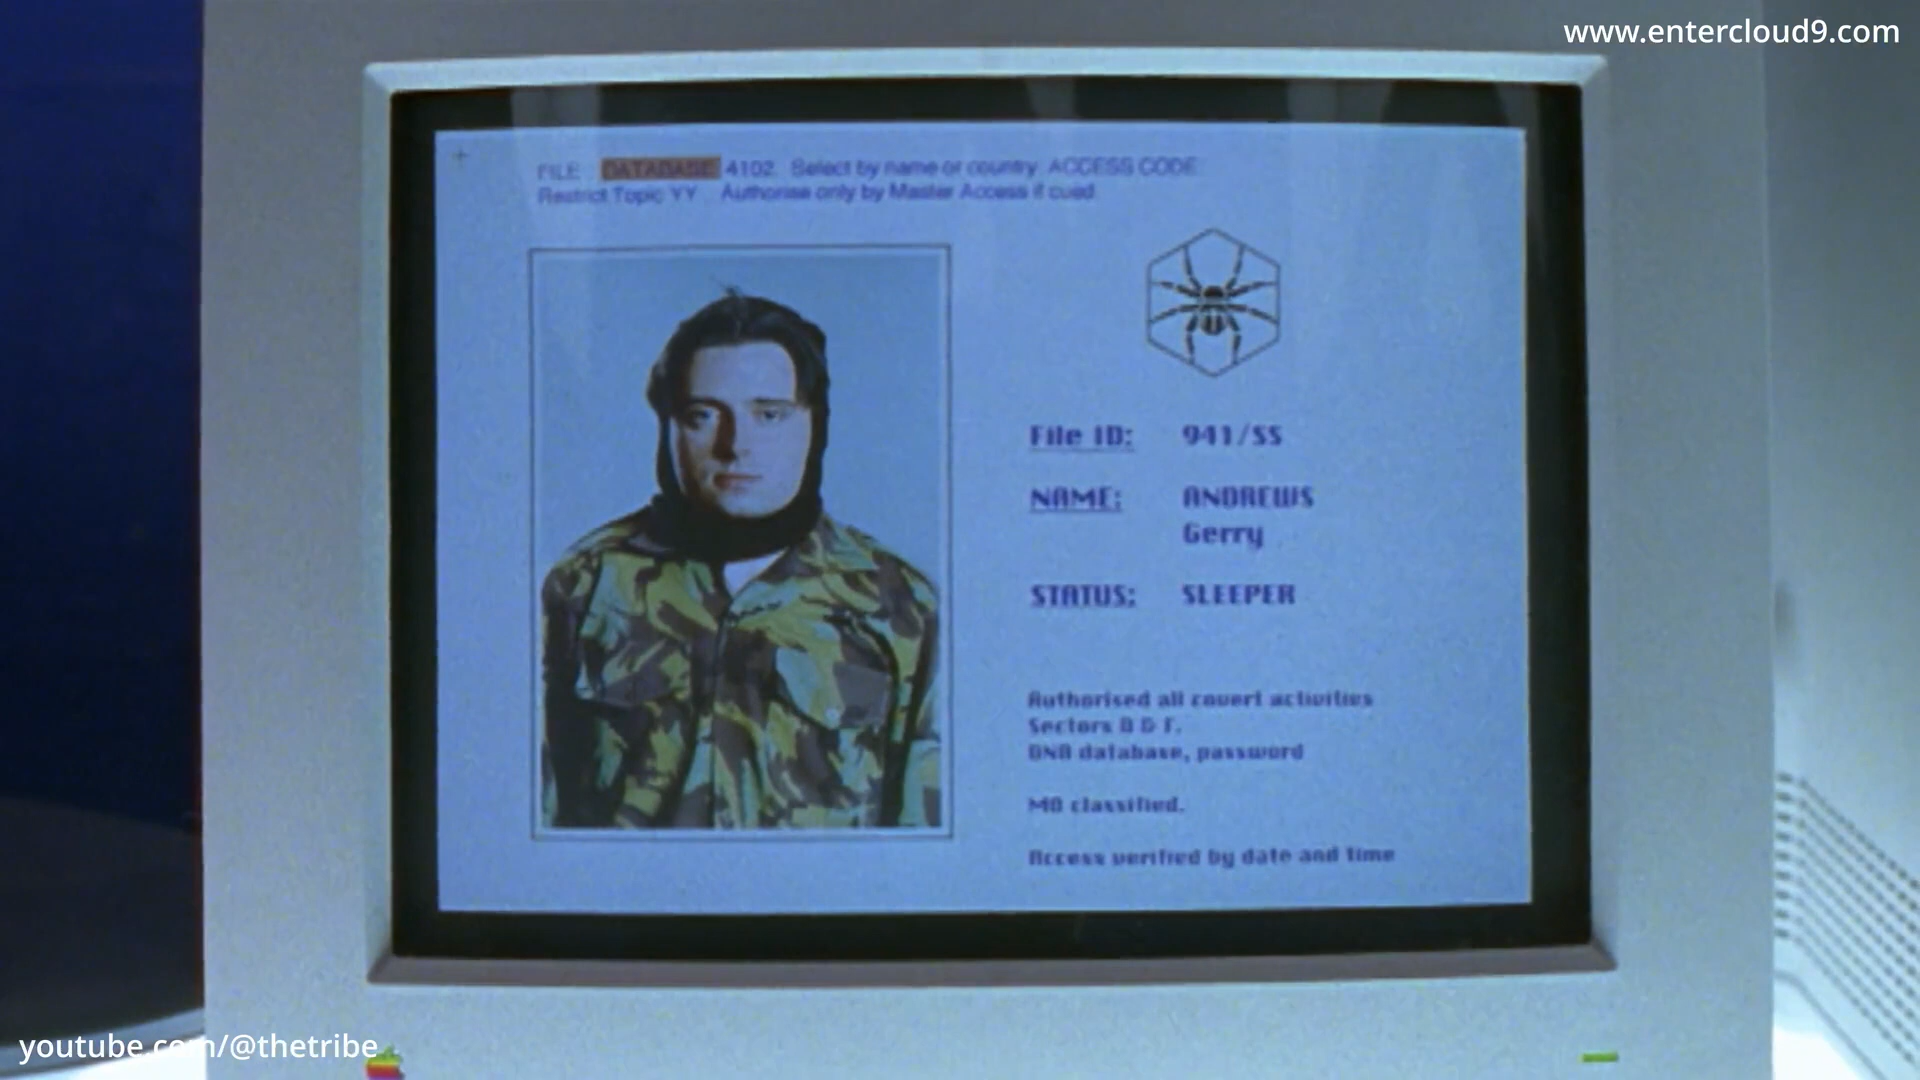 www.entercloud9.com
FILE DATABASE 4102. Select by name or country. ACCESS CODE
Restrict Topic YY Authorise only by Master Access if cued
File ID: 941/SS
NAME: ANDREWS
Gerry
STATUS: SLEEPER
Authorised all covert activities
Sectors D & F.
DNA database, password
MO classified.
Access verified by date and time
youtube.com/@thetribe